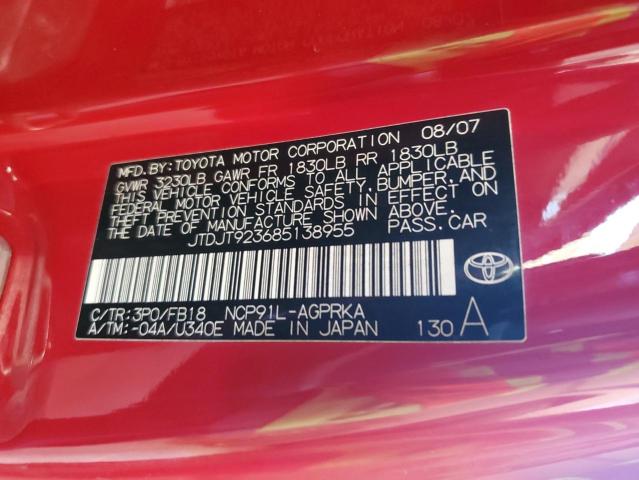 MFD.BY:TOYOTA MOTOR CORPORATION 08/07
GVWR 3230LB GAWR FR 1830LB RR 1830LB
THIS VEHICLE CONFORMS TO ALL APPLICABLE
FEDERAL MOTOR VEHICLE SAFETY,BUMPER,AND
THEFT PREVENTION STANDARDS IN EFFECT ON
THE DATE OF MANUFACTURE SHOWN ABOVE.
JTDJT923685138955 PASS.CAR
C/TR:3P0/FB18 NCP91L-AGPRKA
A/TM:-04A/U340E MADE IN JAPAN 130 A